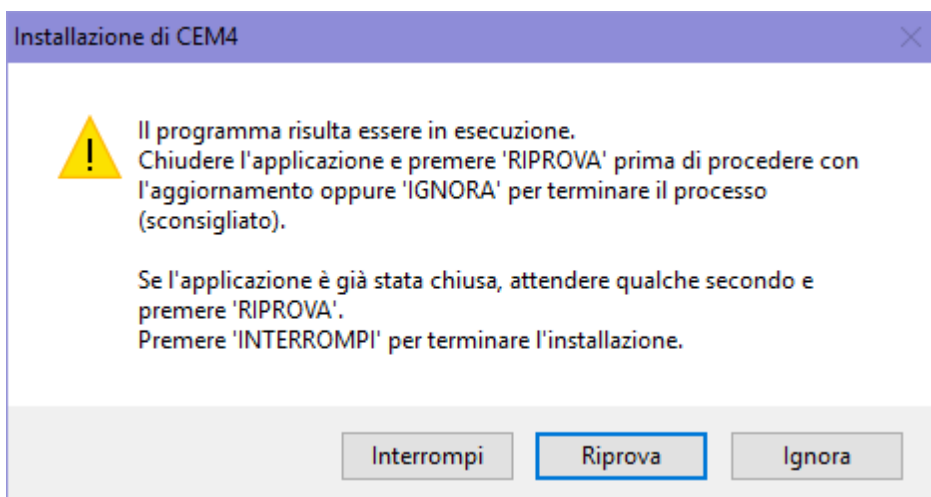 Installazione di CEM4
Il programma risulta essere in esecuzione.
Chiudere l'applicazione e premere 'RIPROVA' prima di procedere con
l'aggiornamento oppure 'IGNORA' per terminare il processo
(sconsigliato).
Se l'applicazione è già stata chiusa, attendere qualche secondo e
premere 'RIPROVA'.
Premere 'INTERROMPI' per terminare l'installazione.
Interrompi
Riprova
Ignora